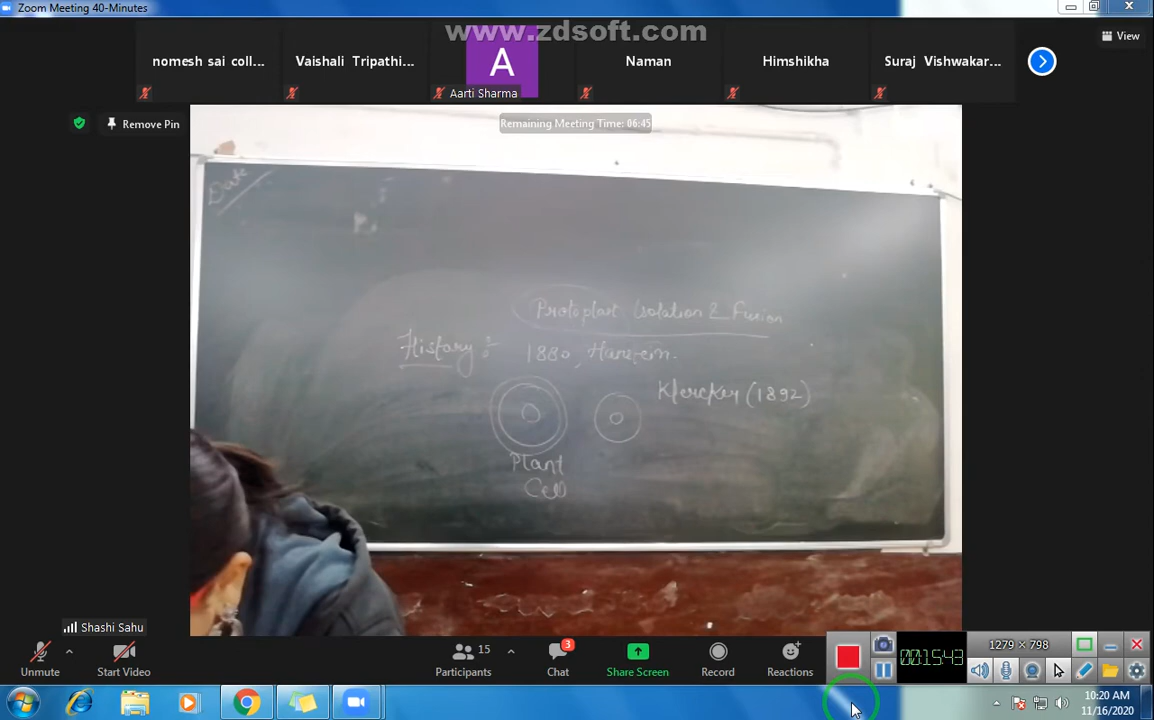 Zoom Meeting 40-Minutes
www.zdsoft.com
View
nomesh sai coll...
Vaishali Tripathi...
A
Aarti Sharma
Naman
Himshikha
Suraj Vishwakar...
Remove Pin
Remaining Meeting Time: 06:45
Date
Protoplast Isolation & Fusion
History : 1880, Hanstein.
Klercker (1892)
Plant
Cell
Shashi Sahu
Unmute
Start Video
Participants
15
Chat
3
Share Screen
Record
Reactions
00:15:43
1279 × 798
10:20 AM
11/16/2020